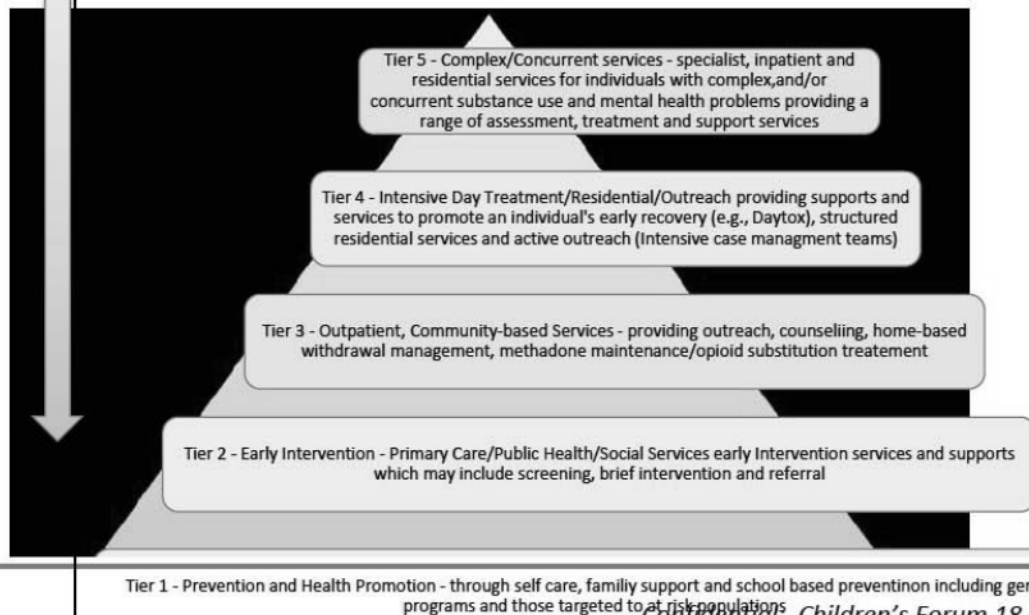 Tier 5 - Complex/Concurrent services - specialist, inpatient and
residential services for individuals with complex,and/or
concurrent substance use and mental health problems providing a
range of assessment, treatment and support services
Tier 4 - Intensive Day Treatment/Residential/Outreach providing supports and
services to promote an individual's early recovery (e.g., Daytox), structured
residential services and active outreach (Intensive case managment teams)
Tier 3 - Outpatient, Community-based Services - providing outreach, counseliing, home-based
withdrawal management, methadone maintenance/opioid substitution treatement
Tier 2 - Early Intervention - Primary Care/Public Health/Social Services early Intervention services and supports
which may include screening, brief intervention and referral
Tier 1 - Prevention and Health Promotion - through self care, familiy support and school based preventinon including
programs and those targeted to at risk populations
Children's Forum 18